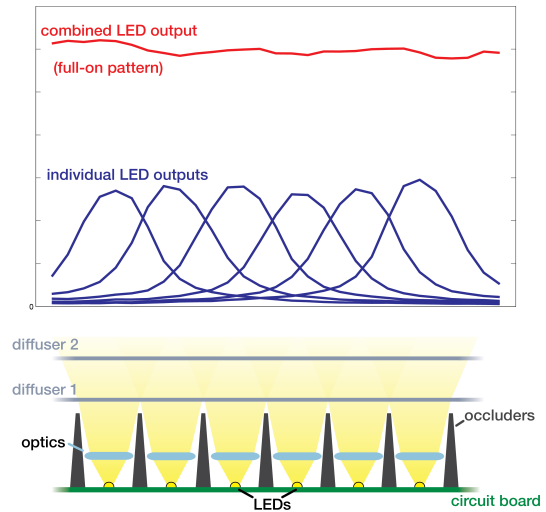 combined LED output
(full-on pattern)
individual LED outputs
0
diffuser 2
diffuser 1
occluders
optics
LEDs
circuit board